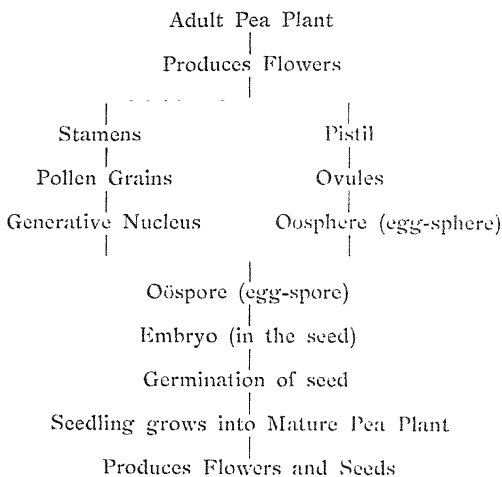 Adult Pea Plant
Produces Flowers
Stamens Pistil
Pollen Grains Ovules
Generative Nucleus Oosphere (egg-sphere)
Oöspore (egg-spore)
Embryo (in the seed)
Germination of seed
Seedling grows into Mature Pea Plant
Produces Flowers and Seeds